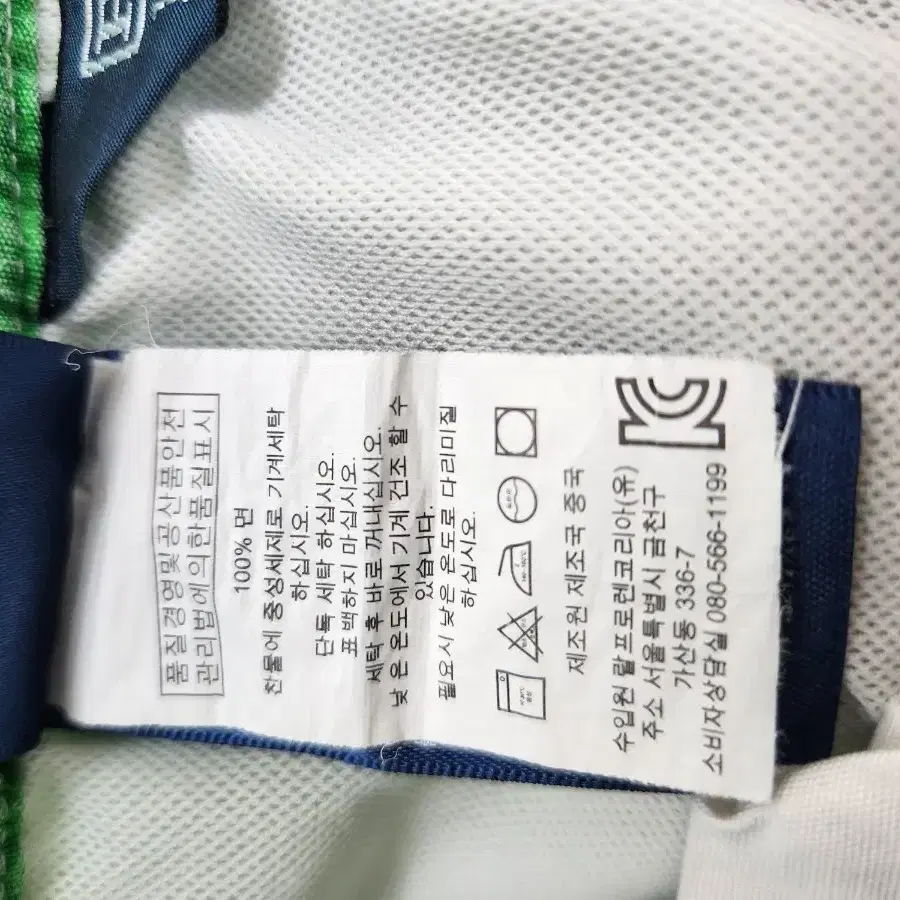 품질경영및공산품안전
관리법에의한품질표시
100% 면
찬물에 중성세제로 기계세탁
하십시오.
단독 세탁 하십시오.
표백하지 마십시오.
세탁 후 바로 꺼내십시오.
낮은 온도에서 기계 건조 할 수
있습니다.
필요시 낮은 온도로 다리미질
하십시오.
제조원 제조국 중국
수입원 랄프로렌코리아(유)
주소 서울특별시 금천구
가산동 336-7
소비자상담실 080-566-1199